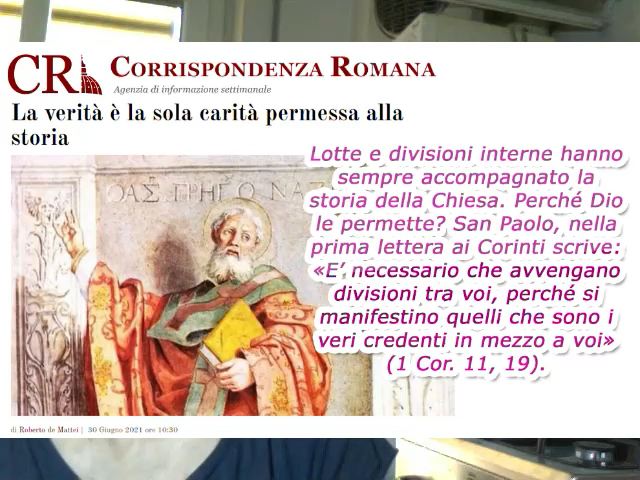 CR
CORRISPONDENZA ROMANA
Agenzia di informazione settimanale
La verità è la sola carità permessa alla
storia
Lotte e divisioni interne hanno
sempre accompagnato la
storia della Chiesa. Perché Dio
le permette? San Paolo, nella
prima lettera ai Corinti scrive:
«E’ necessario che avvengano
divisioni tra voi, perché si
manifestino quelli che sono i
veri credenti in mezzo a voi»
(1 Cor. 11, 19).
di Roberto de Mattei | 30 Giugno 2021 ore 10:30